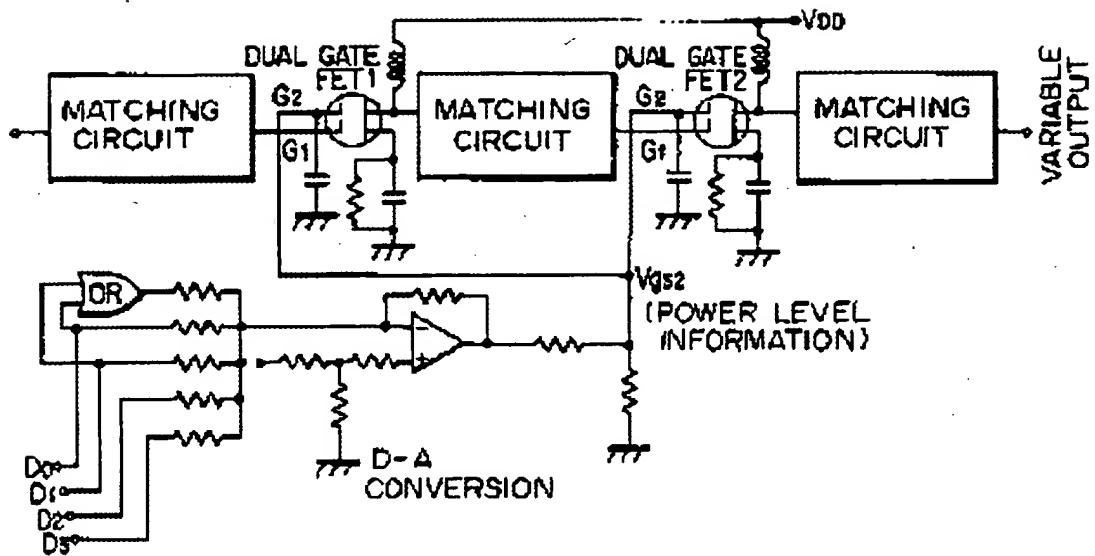 VDD
DUAL GATE
FET1
DUAL GATE
FET2
MATCHING
CIRCUIT
G2
G1
MATCHING
CIRCUIT
G2
G1
MATCHING
CIRCUIT
VARIABLE
OUTPUT
OR
Vgs2
(POWER LEVEL
INFORMATION)
D-A
CONVERSION
D0
D1
D2
D3